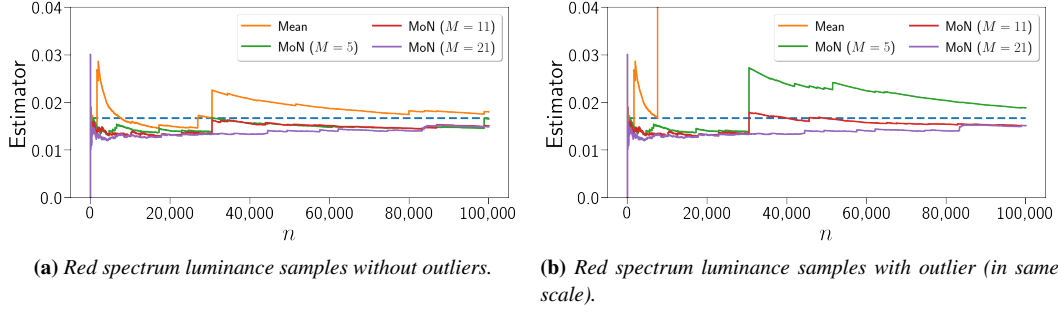 0.04
0.03
0.02
0.01
0.0
Estimator
Mean
MoN (M = 5)
MoN (M = 11)
MoN (M = 21)
0 20,000 40,000 60,000 80,000 100,000
n
(a) Red spectrum luminance samples without outliers.
0.04
0.03
0.02
0.01
0.0
Estimator
Mean
MoN (M = 5)
MoN (M = 11)
MoN (M = 21)
0 20,000 40,000 60,000 80,000 100,000
n
(b) Red spectrum luminance samples with outlier (in same
scale).